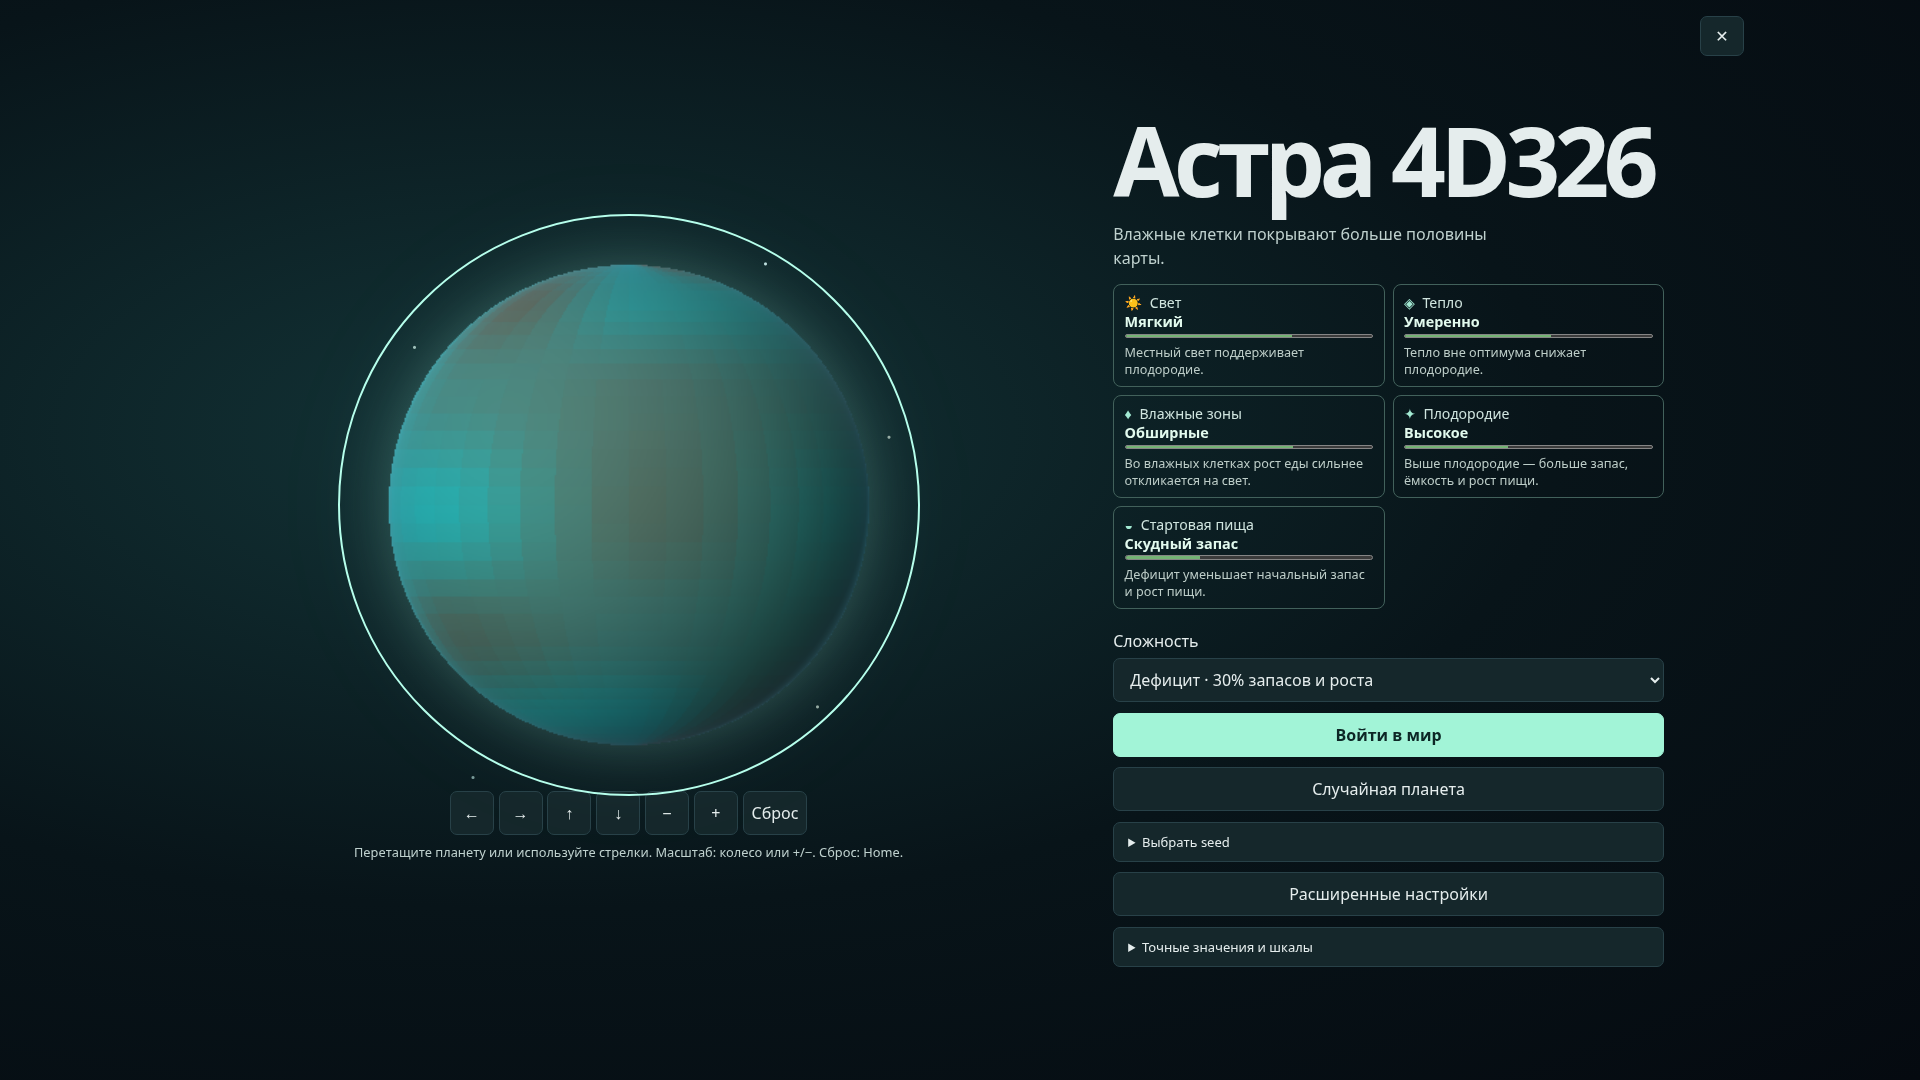 ✕
Астра 4D326
Влажные клетки покрывают больше половины
карты.
☀ Свет
Мягкий
Местный свет поддерживает
плодородие.
◈ Тепло
Умеренно
Тепло вне оптимума снижает
плодородие.
♦ Влажные зоны
Обширные
Во влажных клетках рост еды сильнее
откликается на свет.
✦ Плодородие
Высокое
Выше плодородие — больше запас,
ёмкость и рост пищи.
Стартовая пища
Скудный запас
Дефицит уменьшает начальный запас
и рост пищи.
Сложность
Дефицит · 30% запасов и роста
Войти в мир
Случайная планета
▶ Выбрать seed
Расширенные настройки
▶ Точные значения и шкалы
← → ↑ ↓ − + Сброс
Перетащите планету или используйте стрелки. Масштаб: колесо или +/−. Сброс: Home.